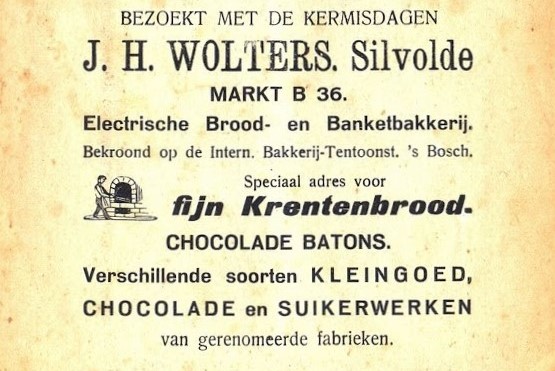 BEZOEKT MET DE KERMISDAGEN
J. H. WOLTERS. Silvolde
MARKT B 36.
Electrische Brood- en Banketbakkerij.
Bekroond op de Intern. Bakkerij-Tentoonst. 's Bosch.
Speciaal adres voor
fijn Krentenbrood.
CHOCOLADE BATONS.
Verschillende soorten KLEINGOED,
CHOCOLADE en SUIKERWERKEN
van gerenomeerde fabrieken.